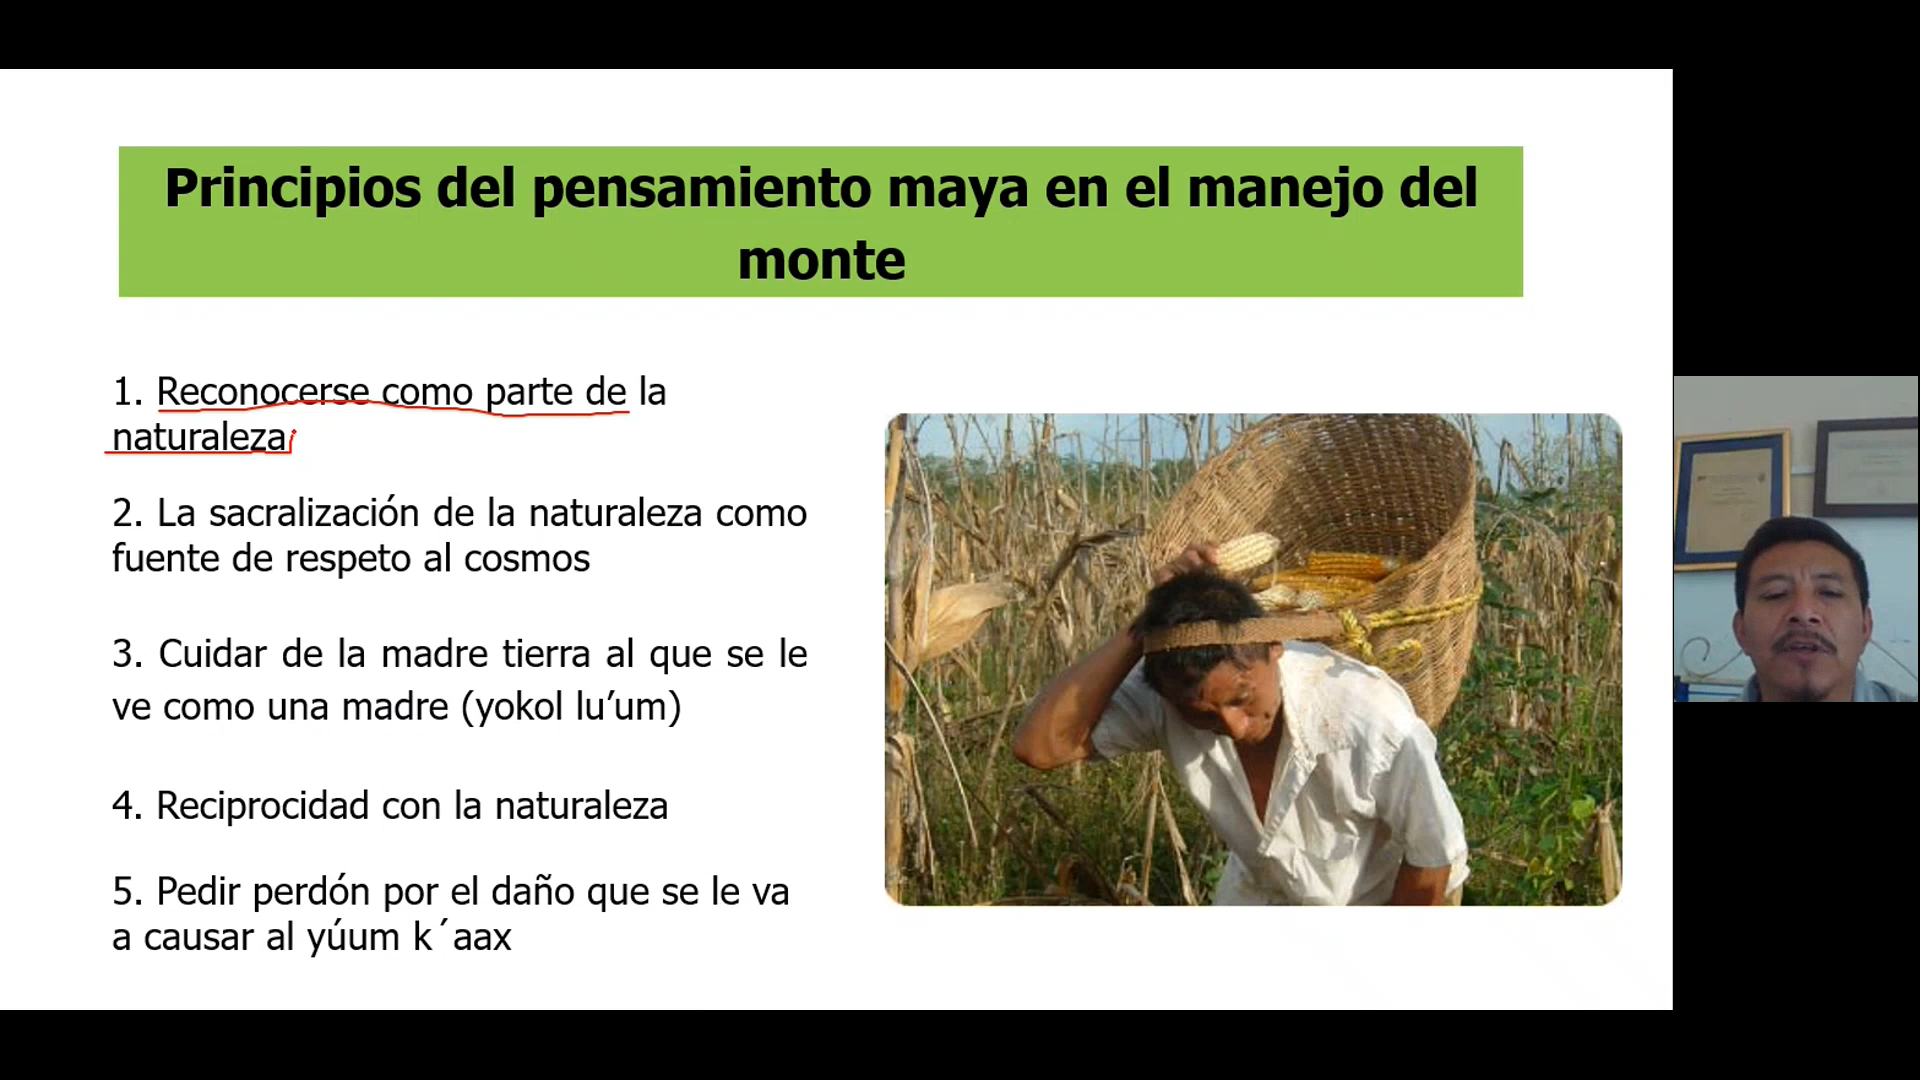 Principios del pensamiento maya en el manejo del
monte
1. Reconocerse como parte de la
naturaleza
2. La sacralización de la naturaleza como
fuente de respeto al cosmos
3. Cuidar de la madre tierra al que se le
ve como una madre (yokol lu’um)
4. Reciprocidad con la naturaleza
5. Pedir perdón por el daño que se le va
a causar al yúum k´aax